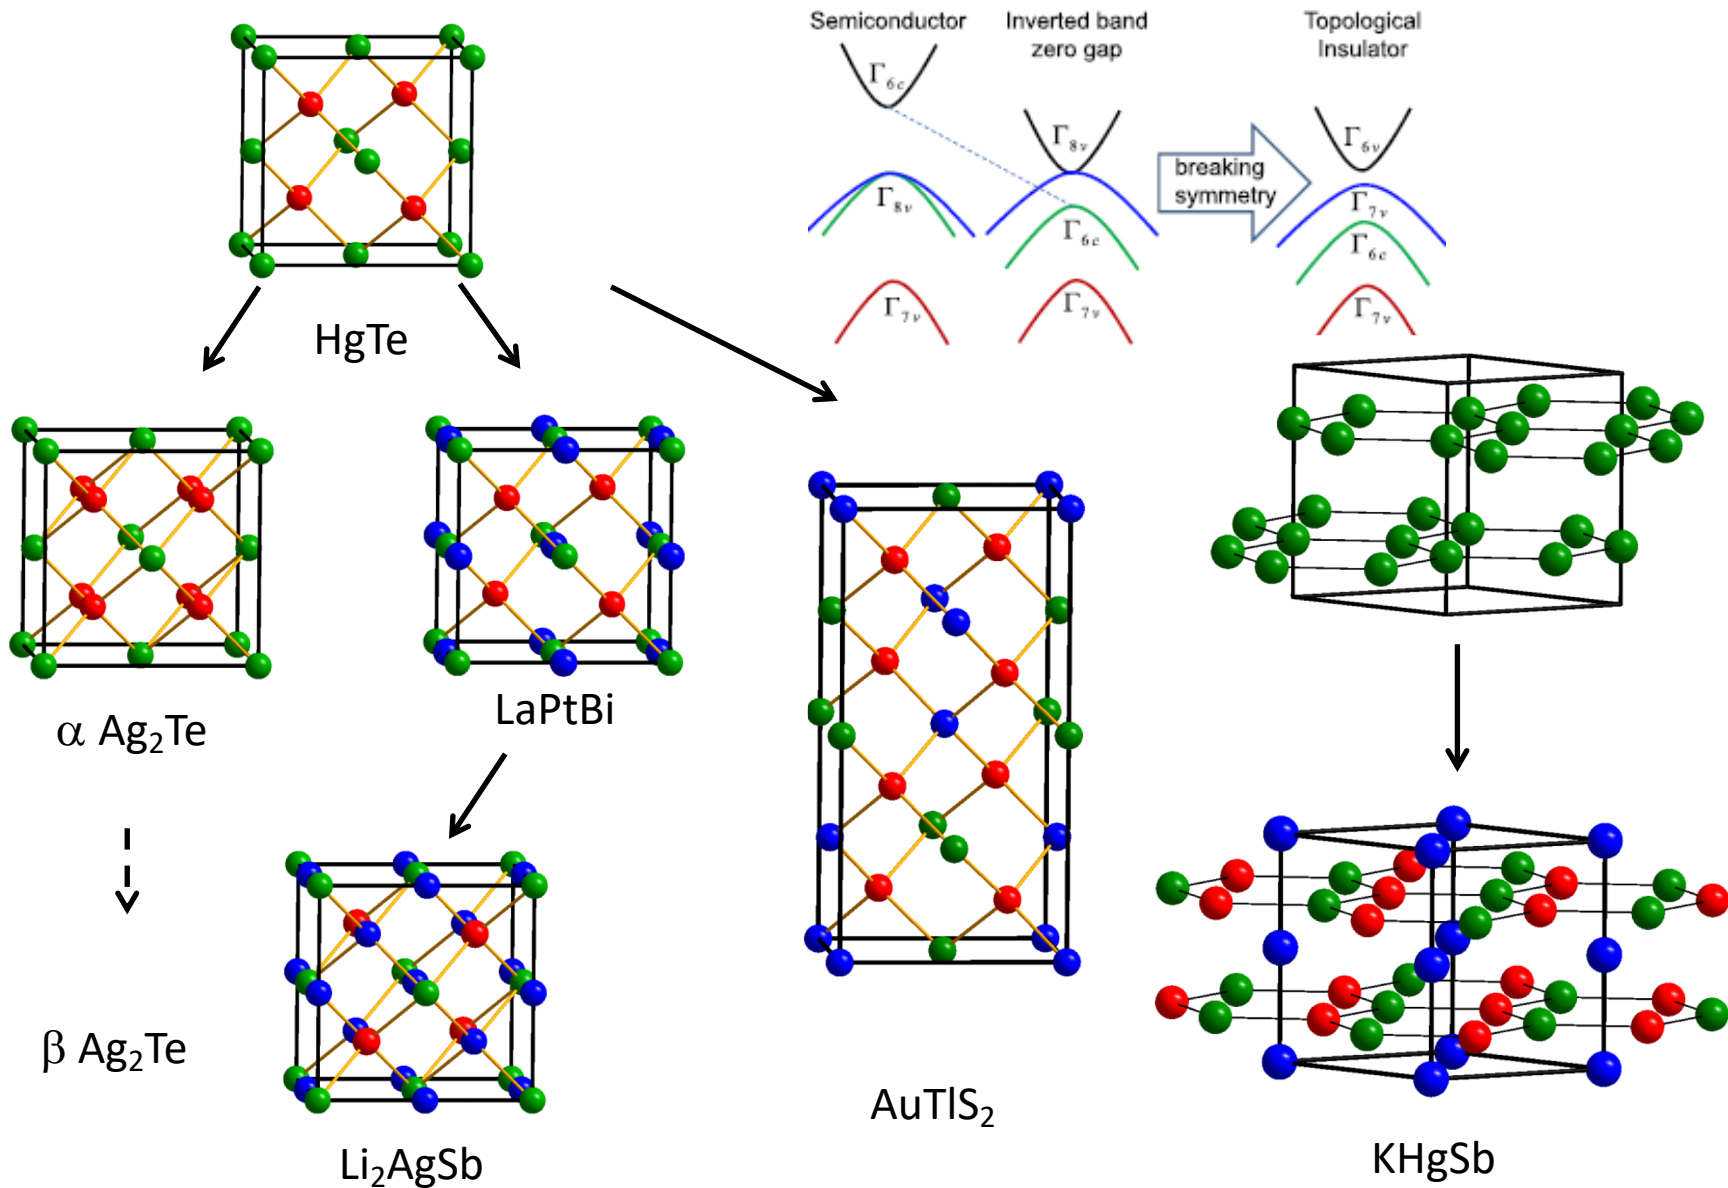 Semiconductor
Inverted band
zero gap
Topological
Insulator
Γ6c
Γ8v
Γ7v
Γ8v
Γ6c
Γ7v
breaking
symmetry
Γ6v
Γ7v
Γ6c
Γ7v
HgTe
α Ag₂Te
LaPtBi
β Ag₂Te
Li₂AgSb
AuTlS₂
KHgSb